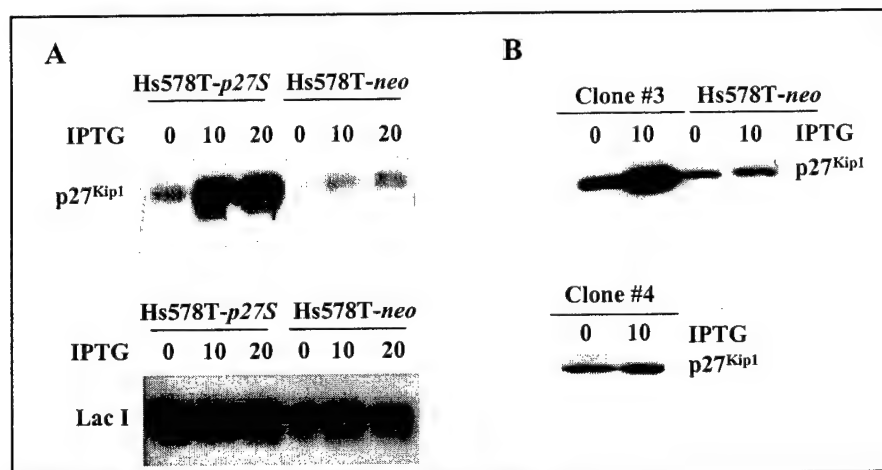 A
Hs578T-p27S Hs578T-neo
IPTG 0 10 20 0 10 20
p27Kip1
Hs578T-p27S Hs578T-neo
IPTG 0 10 20 0 10 20
Lac I
B
Clone #3 Hs578T-neo
0 10 0 10 IPTG
p27Kip1
Clone #4
0 10 IPTG
p27Kip1